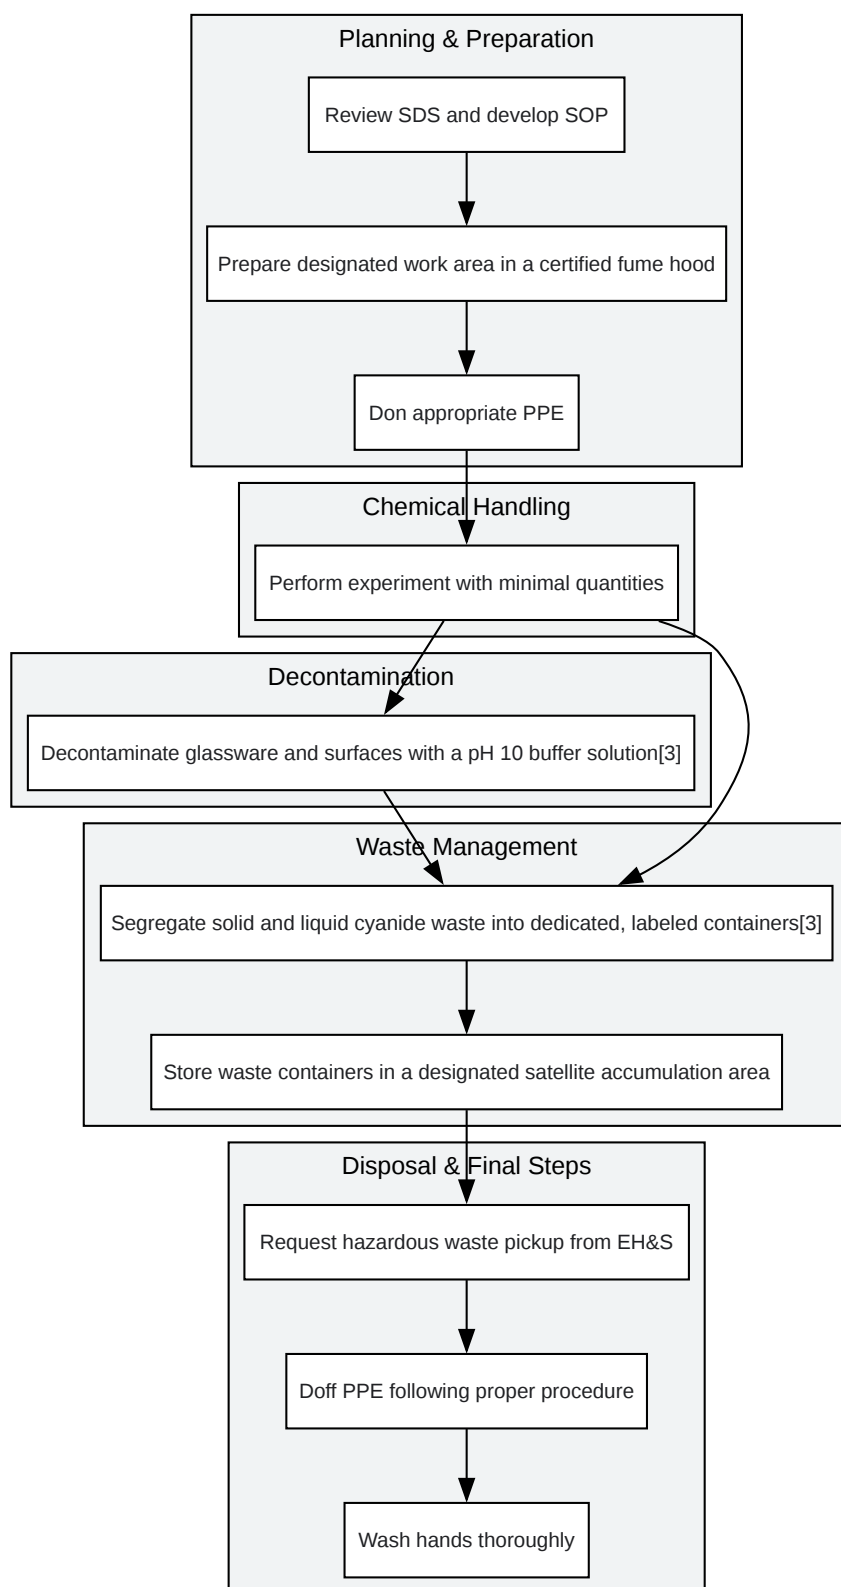 Planning & Preparation
Review SDS and develop SOP
Prepare designated work area in a certified fume hood
Don appropriate PPE
Chemical Handling
Perform experiment with minimal quantities
Decontamination
Decontaminate glassware and surfaces with a pH 10 buffer solution[3]
Waste Management
Segregate solid and liquid cyanide waste into dedicated, labeled containers[3]
Store waste containers in a designated satellite accumulation area
Disposal & Final Steps
Request hazardous waste pickup from EH&S
Doff PPE following proper procedure
Wash hands thoroughly